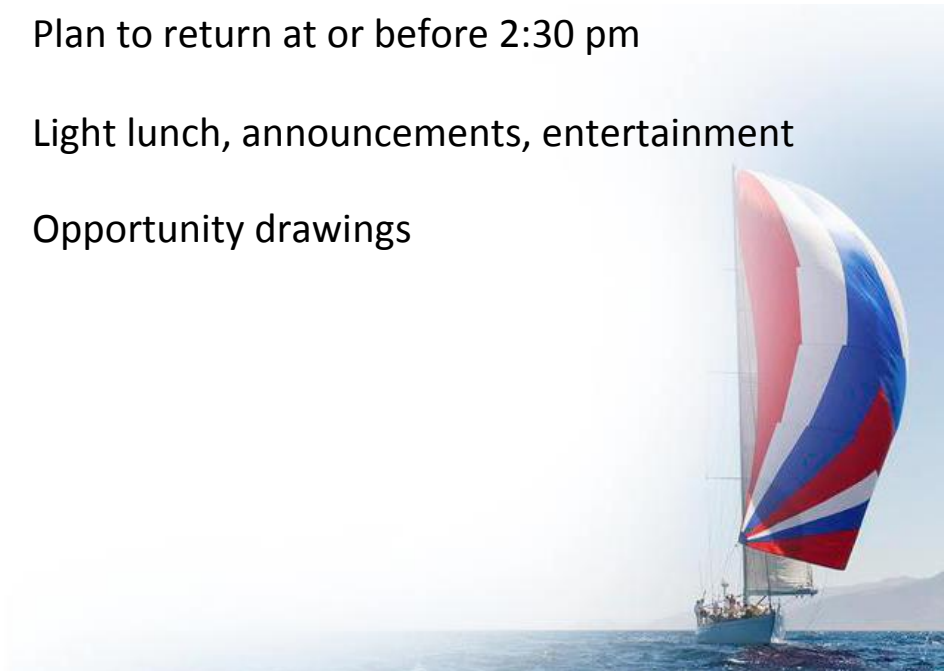 Plan to return at or before 2:30 pm
Light lunch, announcements, entertainment
Opportunity drawings